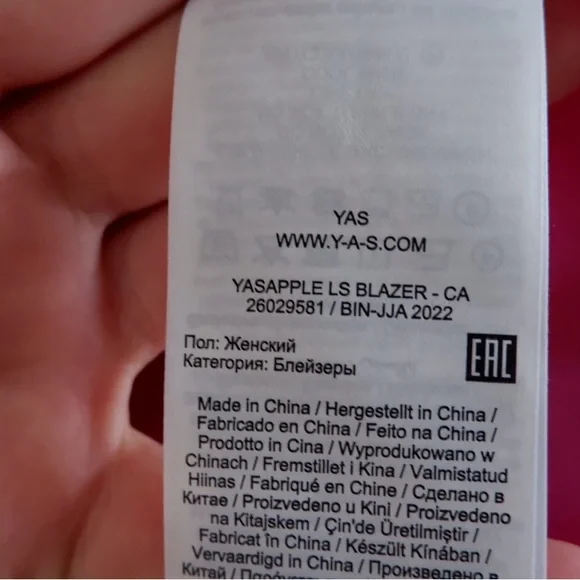 YAS
WWW.Y-A-S.COM
YASAPPLE LS BLAZER - CA
26029581 / BIN-JJA 2022
Пол: Женский
Категория: Блейзеры
EAC
Made in China / Hergestellt in China /
Fabricado en China / Feito na China /
Prodotto in Cina / Wyprodukowano w
Chinach / Fremstillet i Kina / Valmistatud
Hiinas / Fabriqué en Chine / Сделано в
Китае / Proizvedeno u Kini / Proizvedeno
na Kitajskem / Çin'de Üretilmiştir /
Fabricat în China / Készült Kínában /
Vervaardigd in China / Произведено в
Китай /